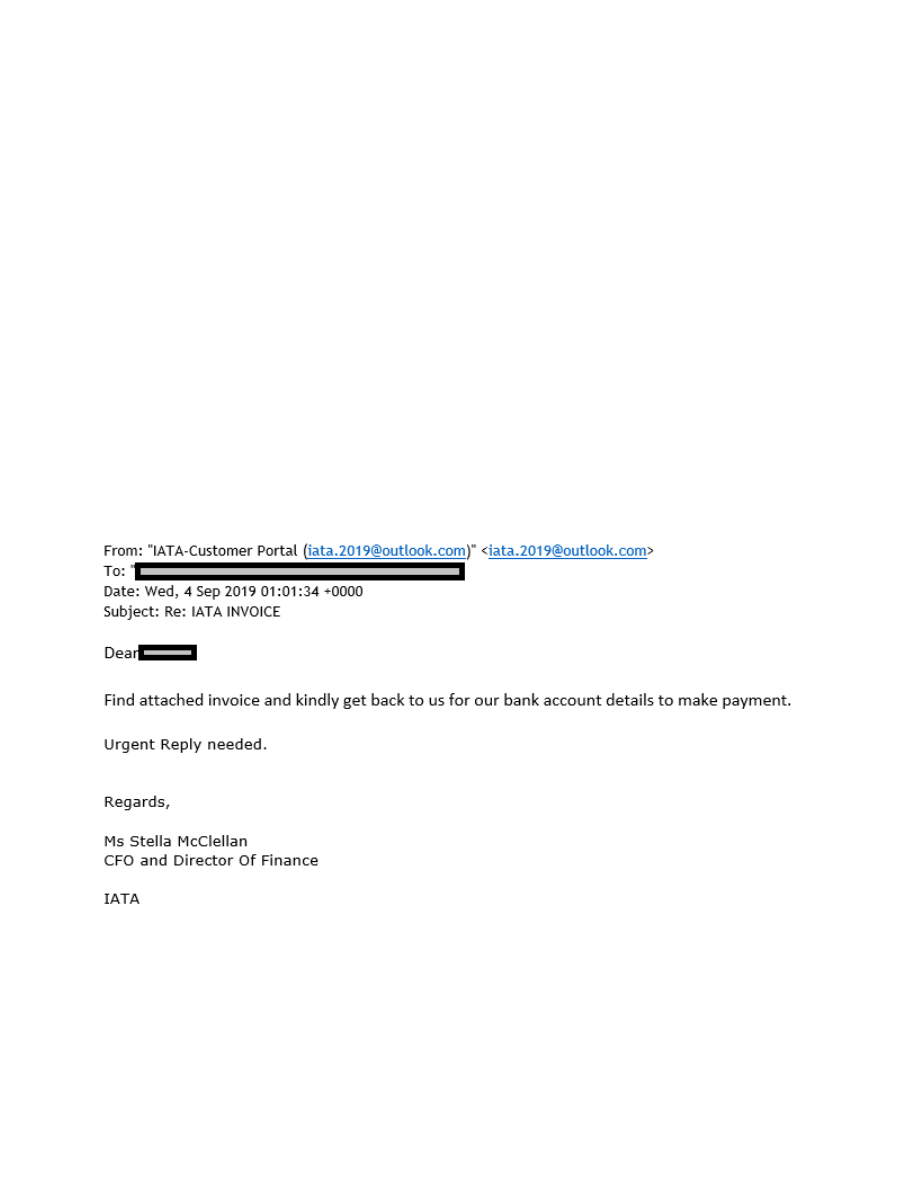 From: "IATA-Customer Portal (iata.2019@outlook.com)" <iata.2019@outlook.com>
To: "
Date: Wed, 4 Sep 2019 01:01:34 +0000
Subject: Re: IATA INVOICE
Dear
Find attached invoice and kindly get back to us for our bank account details to make payment.
Urgent Reply needed.
Regards,
Ms Stella McClellan
CFO and Director Of Finance
IATA